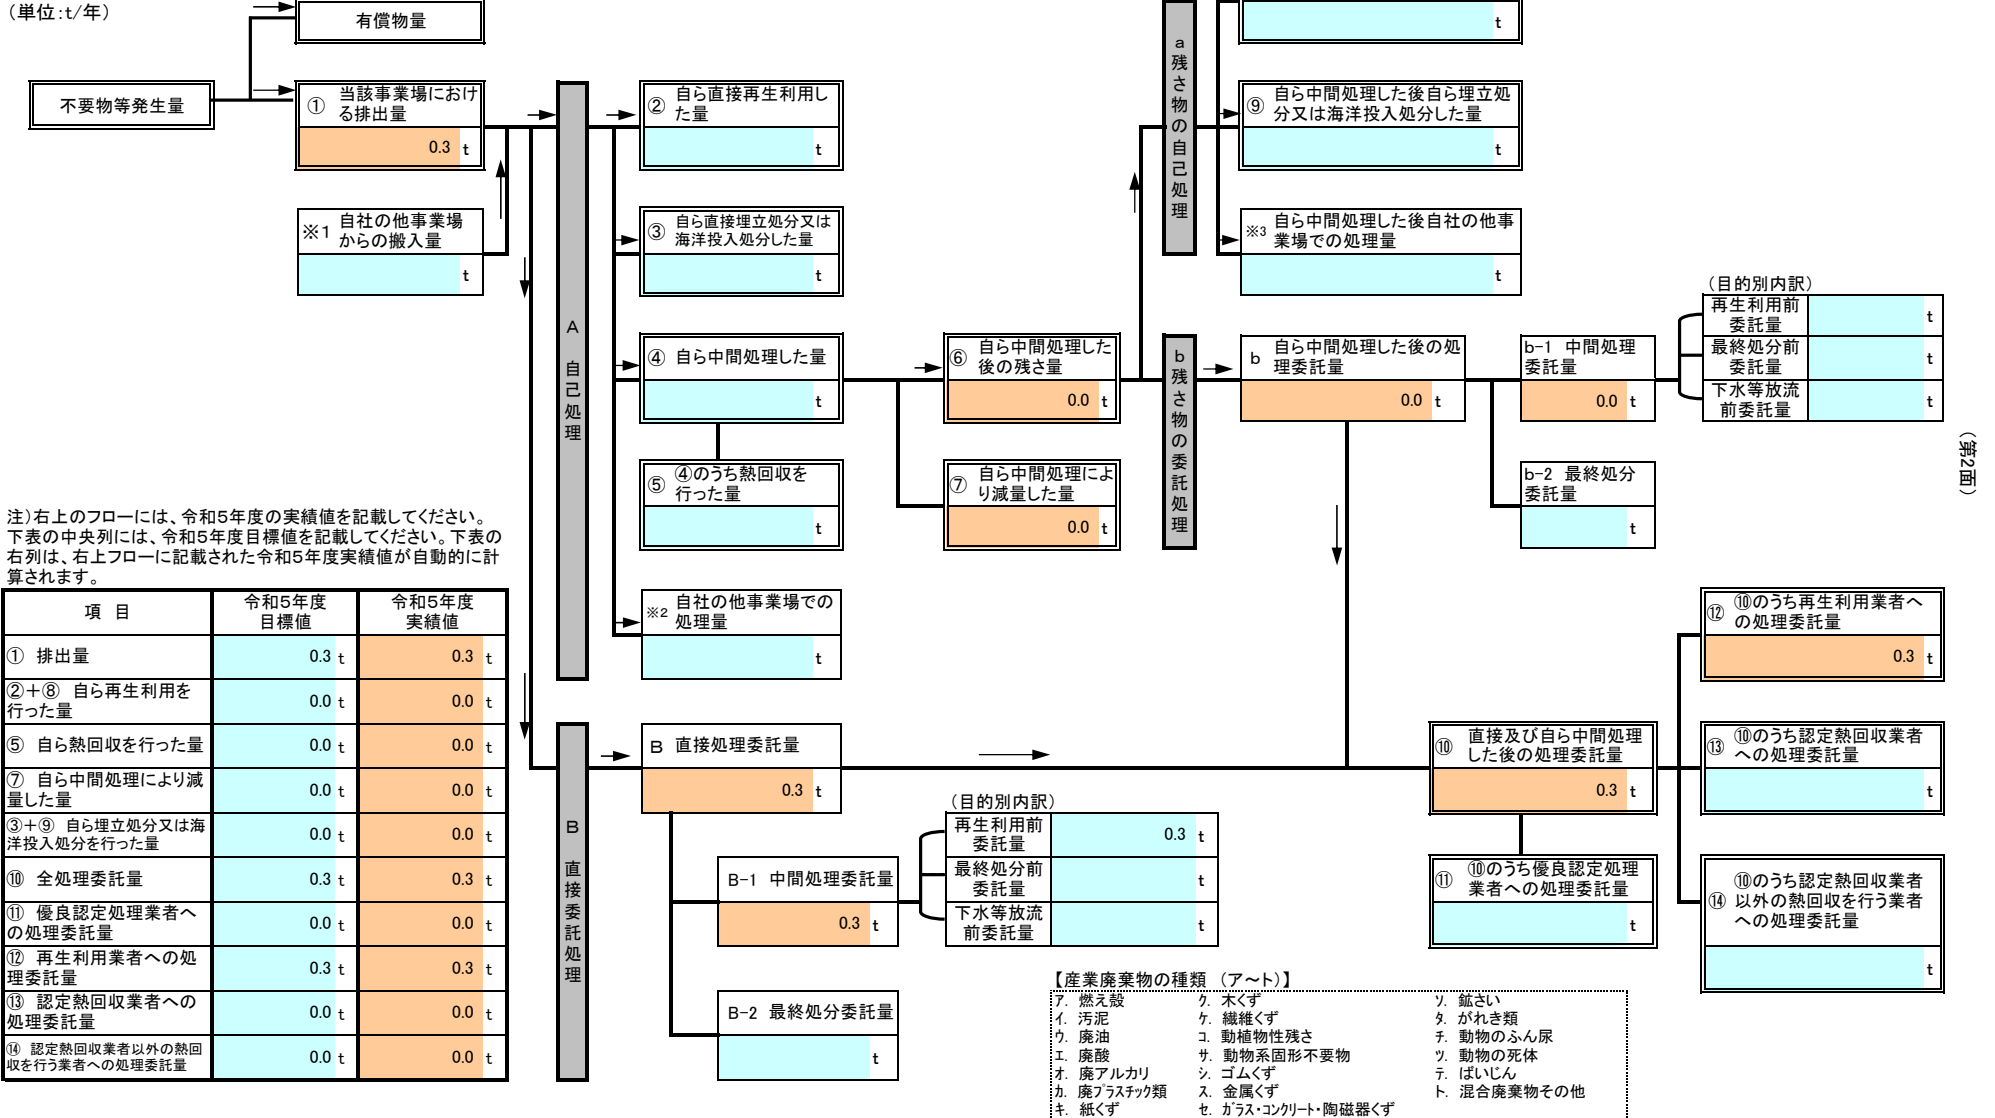 （単位:t/年）
有償物量
不要物等発生量
① 当該事業場におけ
る排出量
0.3 t
※1 自社の他事業場
からの搬入量
t
A 自己処理
② 自ら直接再生利用し
た量
t
③ 自ら直接埋立処分又は
海洋投入処分した量
t
④ 自ら中間処理した量
t
⑤ ④のうち熱回収を
行った量
t
※2 自社の他事業場での
処理量
t
⑥ 自ら中間処理した
後の残さ量
0.0 t
⑦ 自ら中間処理によ
り減量した量
0.0 t
a残さ物の自己処理
t
⑨ 自ら中間処理した後自ら埋立処
分又は海洋投入処分した量
t
※3 自ら中間処理した後自社の他事
業場での処理量
t
b残さ物の委託処理
b 自ら中間処理した後の処
理委託量
0.0 t
b-1 中間処理
委託量
0.0 t
b-2 最終処分
委託量
t
（目的別内訳）
再生利用前
委託量
t
最終処分前
委託量
t
下水等放流
前委託量
t
（第2面）
注）右上のフローには、令和5年度の実績値を記載してください。
下表の中央列には、令和5年度目標値を記載してください。下表の
右列は、右上フローに記載された令和5年度実績値が自動的に計
算されます。
項 目 令和5年度 目標値 令和5年度 実績値
① 排出量 0.3 t 0.3 t
②+⑧ 自ら再生利用を
行った量 0.0 t 0.0 t
⑤ 自ら熱回収を行った量 0.0 t 0.0 t
⑦ 自ら中間処理により減
量した量 0.0 t 0.0 t
③+⑨ 自ら埋立処分又は海
洋投入処分を行った量 0.0 t 0.0 t
⑩ 全処理委託量 0.3 t 0.3 t
⑪ 優良認定処理業者へ
の処理委託量 0.0 t 0.0 t
⑫ 再生利用業者への処
理委託量 0.3 t 0.3 t
⑬ 認定熱回収業者への
処理委託量 0.0 t 0.0 t
⑭ 認定熱回収業者以外の熱回
収を行う業者への処理委託量 0.0 t 0.0 t
B 直接委託処理
B 直接処理委託量
0.3 t
B-1 中間処理委託量
0.3 t
B-2 最終処分委託量
t
（目的別内訳）
再生利用前
委託量
0.3 t
最終処分前
委託量
t
下水等放流
前委託量
t
⑩ 直接及び自ら中間処理
した後の処理委託量
0.3 t
⑪ ⑩のうち優良認定処理
業者への処理委託量
t
⑫ ⑩のうち再生利用業者へ
の処理委託量
0.3 t
⑬ ⑩のうち認定熱回収業者
への処理委託量
t
⑭ ⑩のうち認定熱回収業者
以外の熱回収を行う業者
への処理委託量
t
【産業廃棄物の種類 （ア～ト）】
ア. 燃え殻 ク. 木くず ソ. 鉱さい
イ. 汚泥 ケ. 繊維くず タ. がれき類
ウ. 廃油 コ. 動植物性残さ チ. 動物のふん尿
エ. 廃酸 サ. 動物系固形不要物 ツ. 動物の死体
オ. 廃アルカリ シ. ゴムくず テ. ばいじん
カ. 廃プラスチック類 ス. 金属くず ト. 混合廃棄物その他
キ. 紙くず セ. ガラス・コンクリート・陶磁器くず